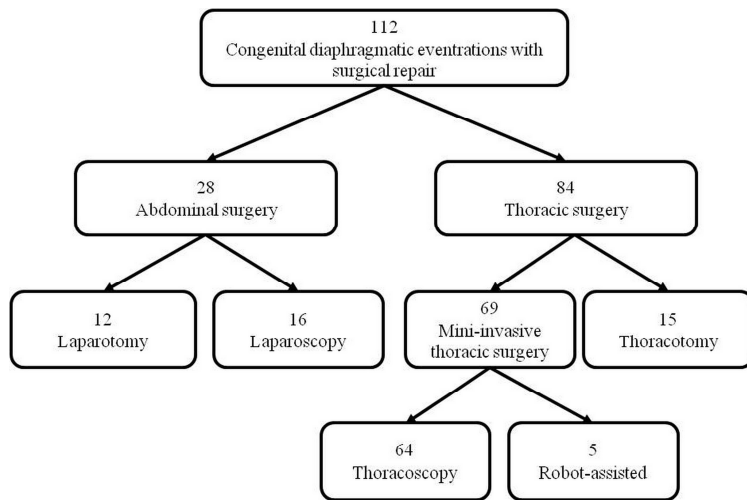 112
Congenital diaphragmatic eventrations with
surgical repair
28
Abdominal surgery
84
Thoracic surgery
12
Laparotomy
16
Laparoscopy
69
Mini-invasive
thoracic surgery
15
Thoracotomy
64
Thoracoscopy
5
Robot-assisted